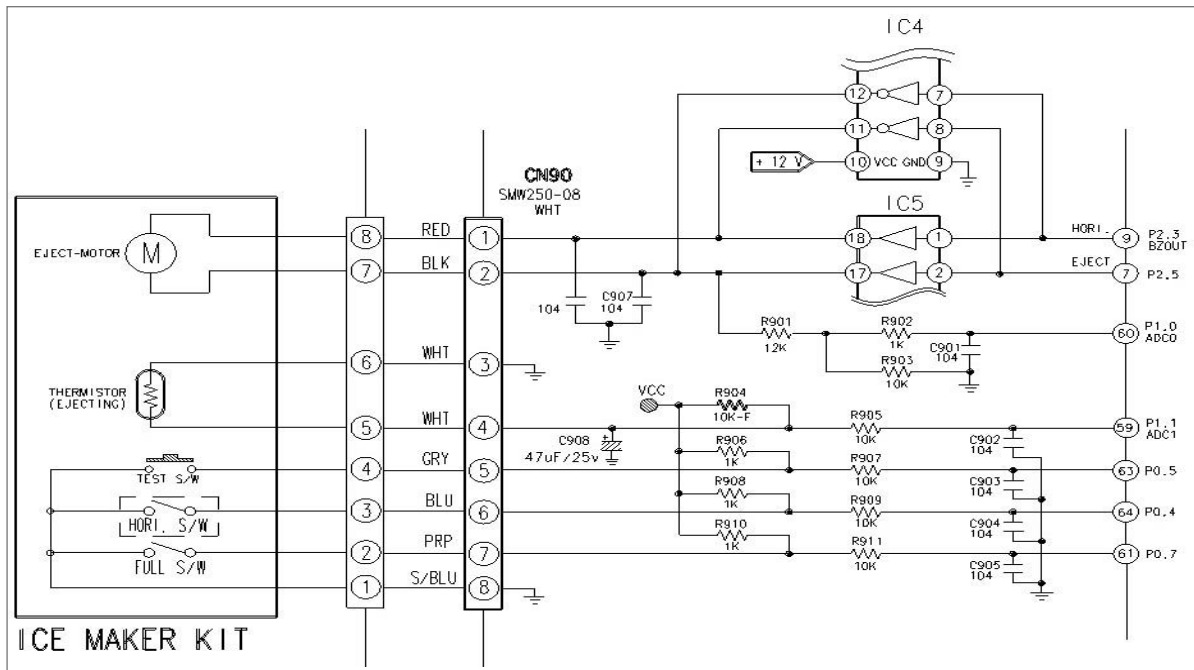 IC4
12 7
11 8
+ 12 V 10 VCC GND 9
CN90
SMW250-08
WHT
IC5
EJECT-MOTOR M
8 RED 1 18 1 HORI. 9 P2.3
BZOUT
7 BLK 2 17 2 EJECT 7 P2.5
104
C907
104
R901
12K
R902
1K
R903
10K
C901
104
60 P1.0
ADC0
6 WHT 3
THERMISTOR
(EJECTING)
VCC
R904
10K-F
5 WHT 4
C908
+
47uF/25v
R905
10K
C902
104
59 P1.1
ADC1
TEST S/W
4 GRY 5
R906
1K
R907
10K
C903
104
63 P0.5
HORI. S/W
3 BLU 6
R908
1K
R909
10K
C904
104
64 P0.4
FULL S/W
2 PRP 7
R910
1K
R911
10K
C905
104
61 P0.7
1 S/BLU 8
ICE MAKER KIT